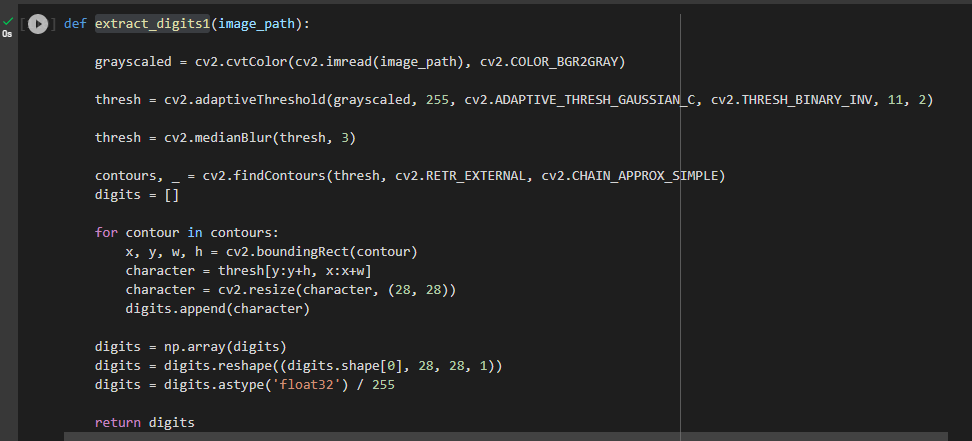 def extract_digits1(image_path):
grayscaled = cv2.cvtColor(cv2.imread(image_path), cv2.COLOR_BGR2GRAY)
thresh = cv2.adaptiveThreshold(grayscaled, 255, cv2.ADAPTIVE_THRESH_GAUSSIAN_C, cv2.THRESH_BINARY_INV, 11, 2)
thresh = cv2.medianBlur(thresh, 3)
contours, _ = cv2.findContours(thresh, cv2.RETR_EXTERNAL, cv2.CHAIN_APPROX_SIMPLE)
digits = []
for contour in contours:
    x, y, w, h = cv2.boundingRect(contour)
    character = thresh[y:y+h, x:x+w]
    character = cv2.resize(character, (28, 28))
    digits.append(character)
digits = np.array(digits)
digits = digits.reshape((digits.shape[0], 28, 28, 1))
digits = digits.astype('float32') / 255
return digits
0s